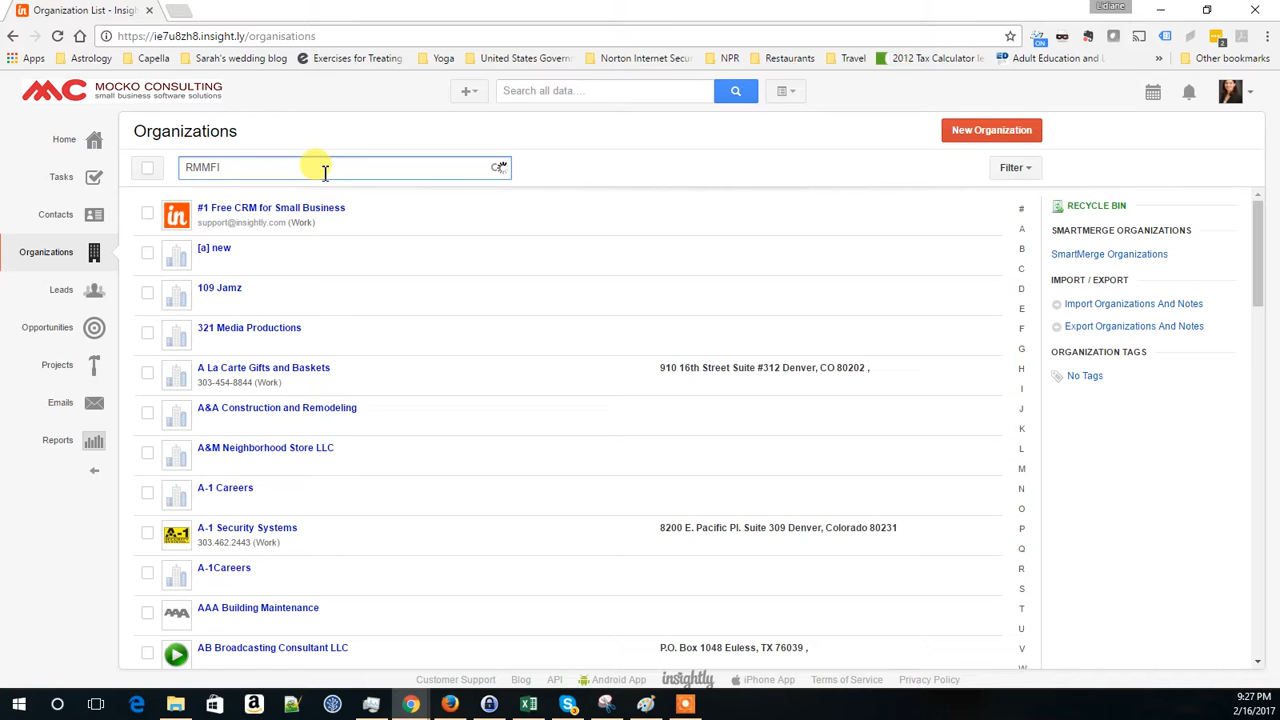 Organization List - Insigh
Lidiane
https://ie7u8zh8.insight.ly/organisations
Apps Astrology Capella Sarah's wedding blog Exercises for Treating Yoga United States Govern Norton Internet Secu NPR Restaurants Travel 2012 Tax Calculator fo Adult Education and L » Other bookmarks
ON
2
MC MOCKO CONSULTING
small business software solutions
Search all data....
Organizations
New Organization
RMMFI
Filter
Home
Tasks
Contacts
Organizations
Leads
Opportunities
Projects
Emails
Reports
#1 Free CRM for Small Business
support@insightly.com (Work)
[a] new
109 Jamz
321 Media Productions
A La Carte Gifts and Baskets
303-454-8844 (Work)
910 16th Street Suite #312 Denver, CO 80202 ,
A&A Construction and Remodeling
A&M Neighborhood Store LLC
A-1 Careers
A-1 Security Systems
303.462.2443 (Work)
8200 E. Pacific Pl. Suite 309 Denver, Colorado 80231
A-1Careers
AAA Building Maintenance
AB Broadcasting Consultant LLC
P.O. Box 1048 Euless, TX 76039 ,
#
A
B
C
D
E
F
G
H
I
J
K
L
M
N
O
P
Q
R
S
T
U
V
RECYCLE BIN
SMARTMERGE ORGANIZATIONS
SmartMerge Organizations
IMPORT / EXPORT
Import Organizations And Notes
Export Organizations And Notes
ORGANIZATION TAGS
No Tags
Customer Support Blog API Android App insightly iPhone App Terms of Service Privacy Policy
9:27 PM
2/16/2017